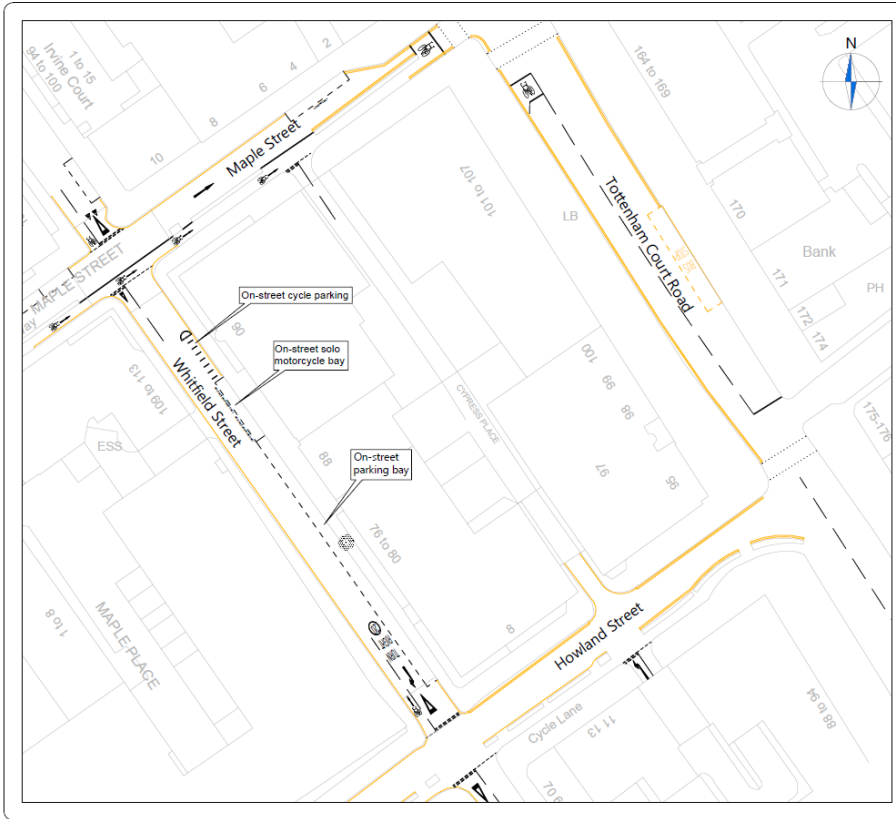 N
1 to 15
Irvine Court
94 to 100
2
4
6
8
10
Maple Street
164 to 169
107 to 101
LB
Tottenham Court Road
170
Bank
171
PH
172
174
MAPLE STREET
On-street cycle parking
90
On-street solo
motorcycle bay
Whitfield Street
109 to 113
100
99
98
97
95
CYPRESS PLACE
175-176
ESS
88
On-street
parking bay
76 to 80
MAPLE PLACE
1 to 8
8
Howland Street
Cycle Lane
11 13
88 to 94